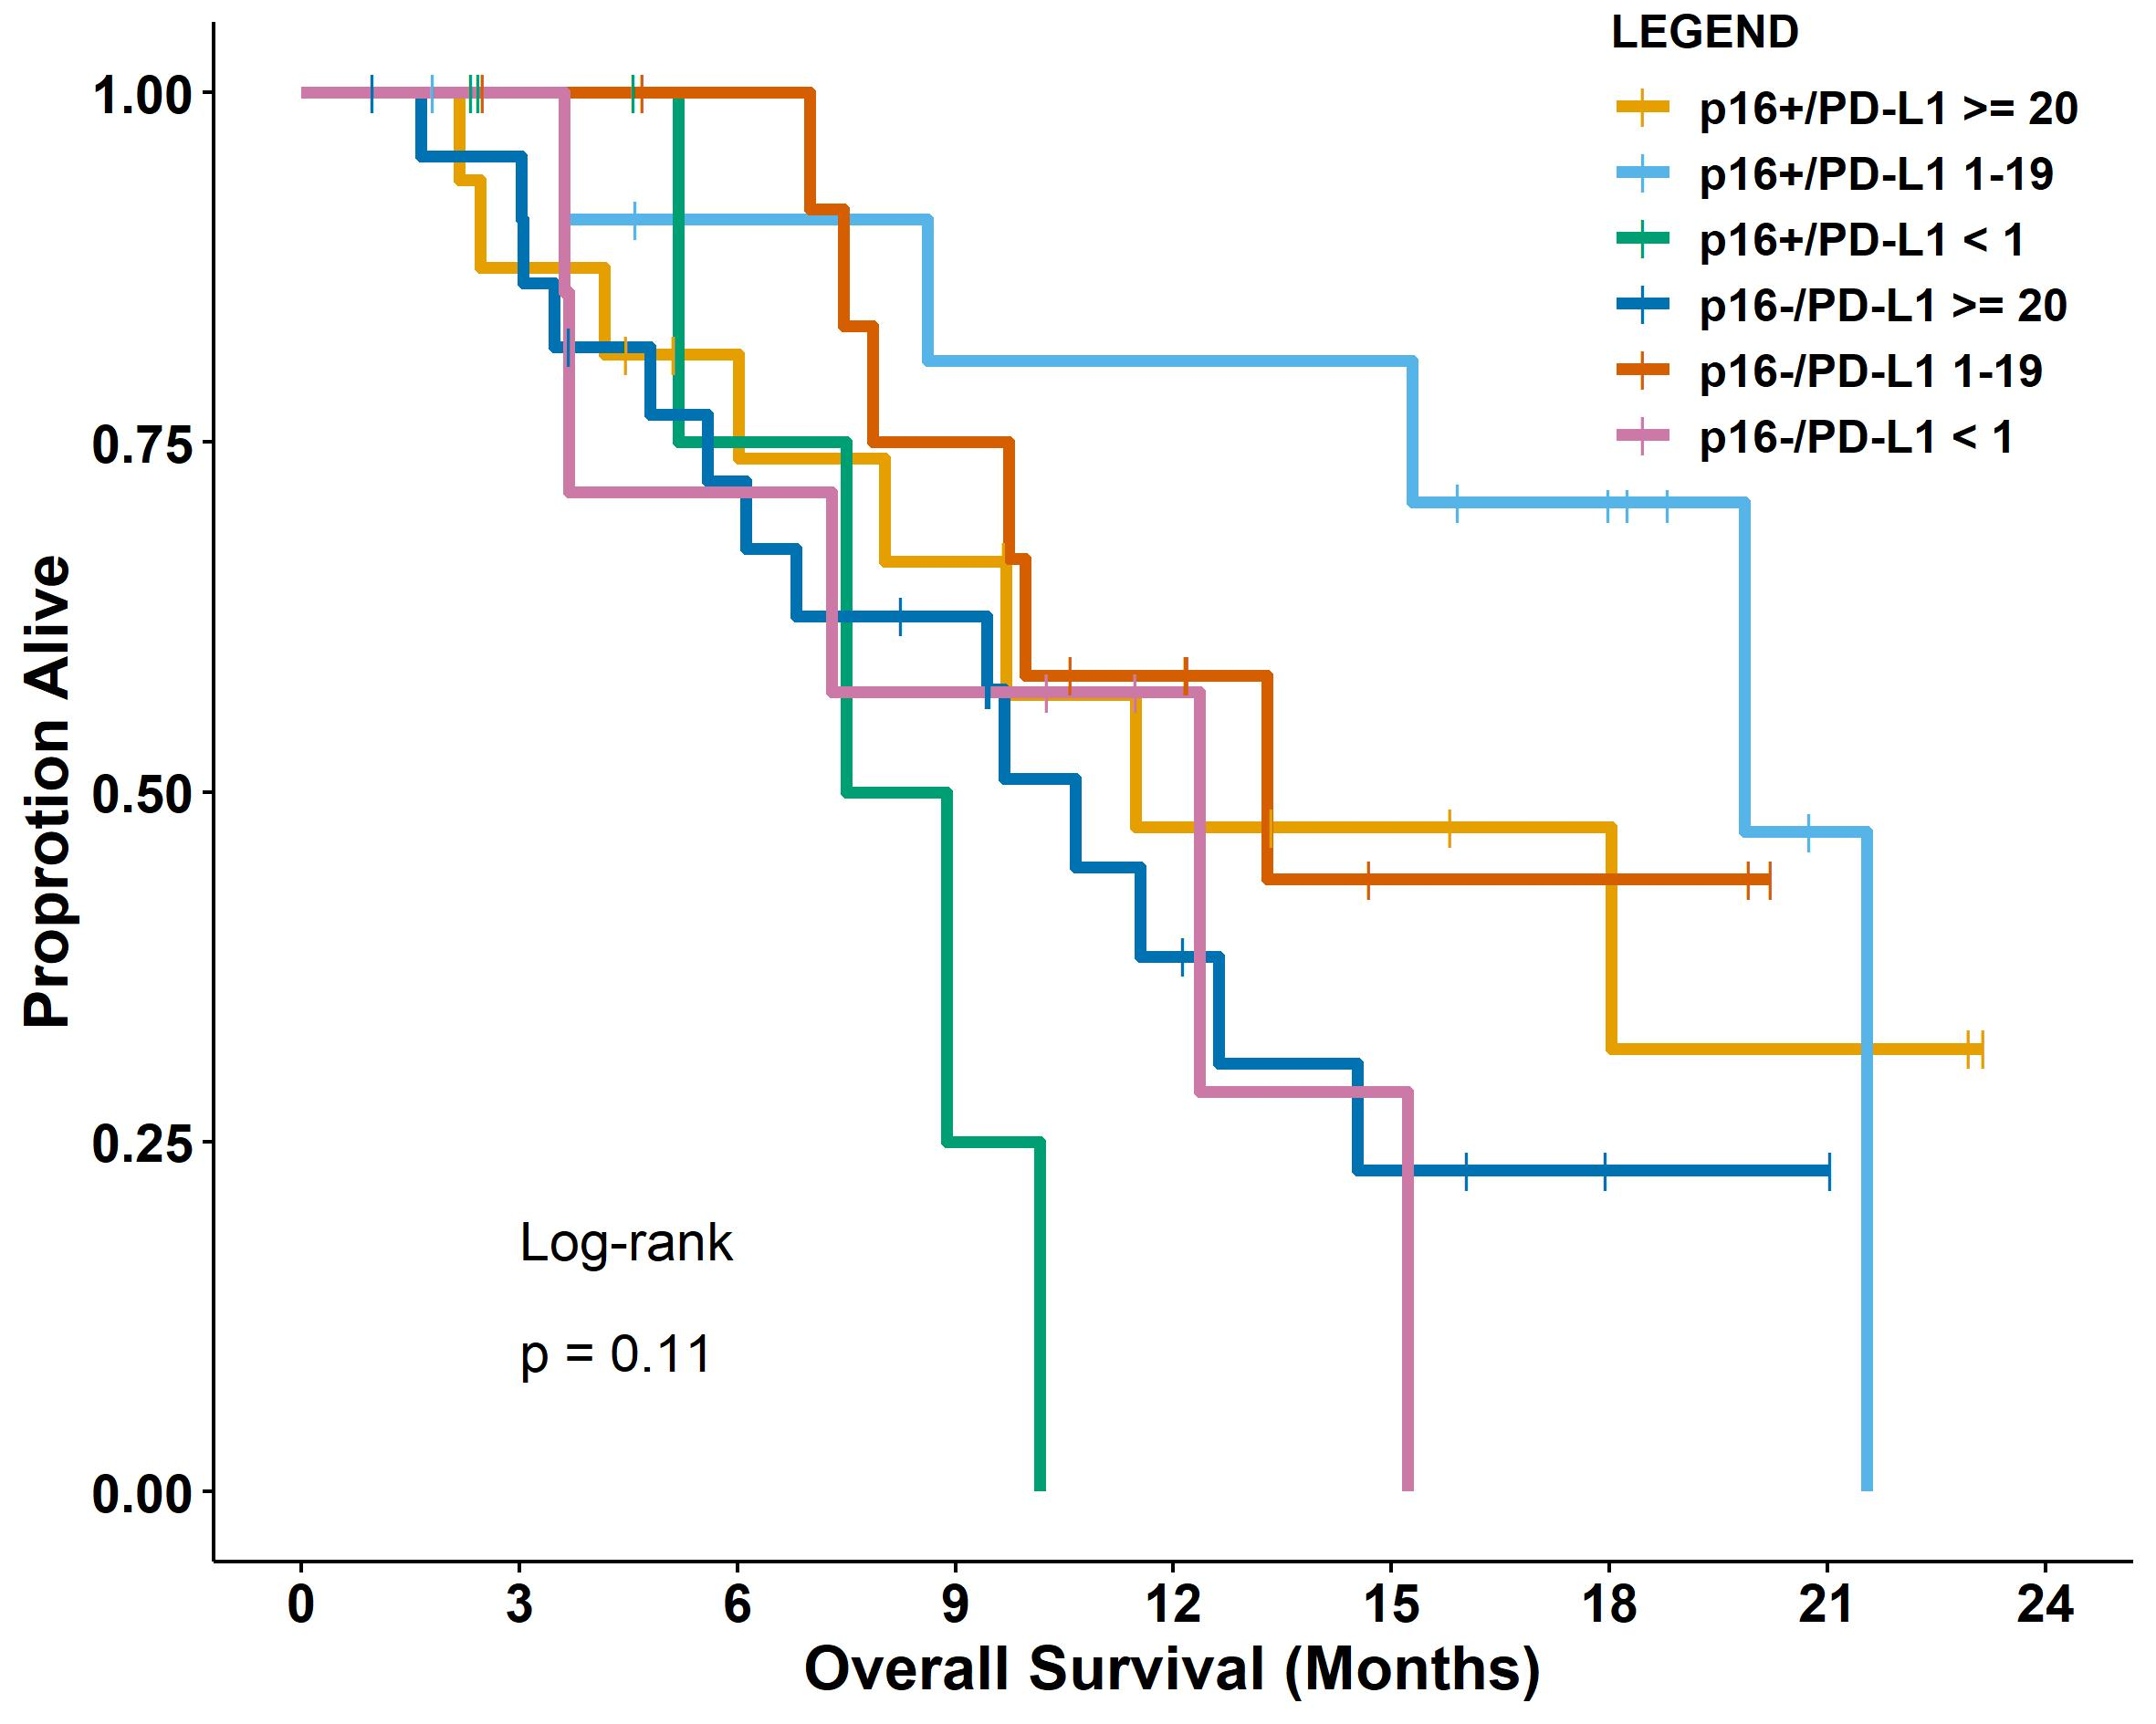 LEGEND
p16+/PD-L1 >= 20
p16+/PD-L1 1-19
p16+/PD-L1 < 1
p16-/PD-L1 >= 20
p16-/PD-L1 1-19
p16-/PD-L1 < 1
1.00
0.75
0.50
0.25
0.00
Proprotion Alive
Log-rank
p = 0.11
0 3 6 9 12 15 18 21 24
Overall Survival (Months)